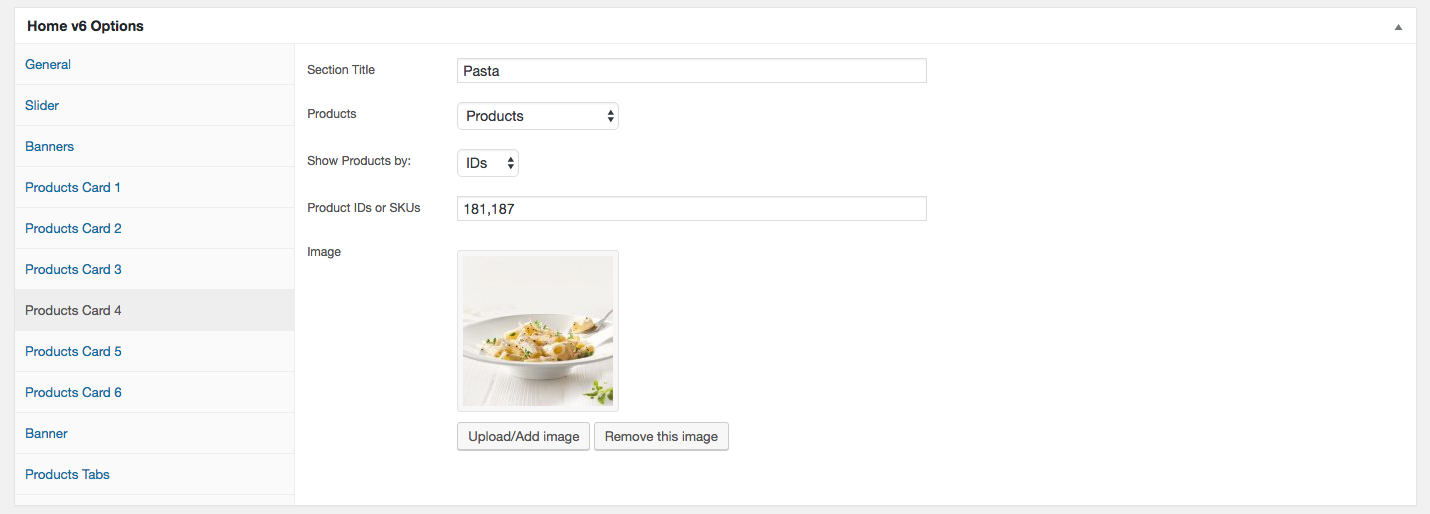 Home v6 Options
General
Slider
Banners
Products Card 1
Products Card 2
Products Card 3
Products Card 4
Products Card 5
Products Card 6
Banner
Products Tabs
Section Title
Pasta
Products
Products
Show Products by:
IDs
Product IDs or SKUs
181,187
Image
Upload/Add image
Remove this image